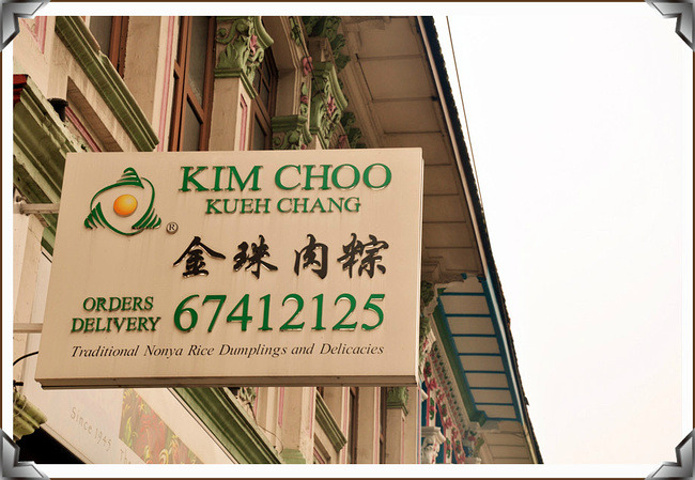 KIM CHOO
KUEH CHANG
®
金珠肉粽
ORDERS
DELIVERY
67412125
Traditional Nonya Rice Dumplings and Delicacies
Since 1945